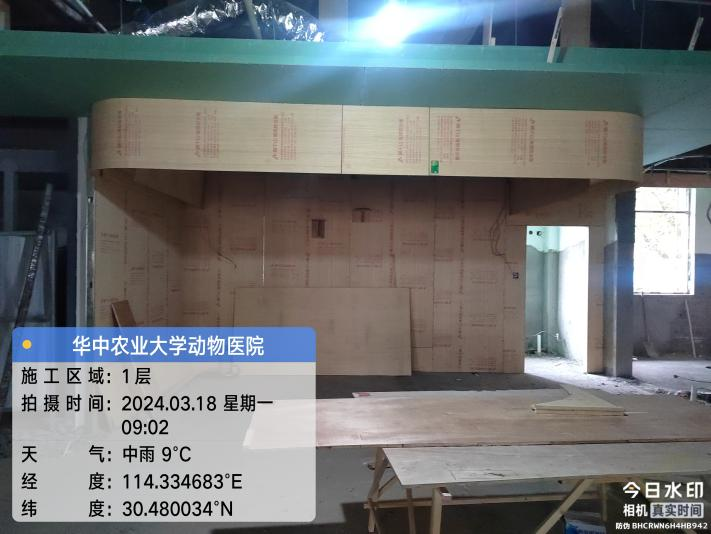 华中农业大学动物医院
施工区域：1层
拍摄时间：2024.03.18 星期一
09:02
天气：中雨 9°C
经度：114.334683°E
纬度：30.480034°N
今日水印
相机 真实时间
防伪 BHCRWN6H4HB942